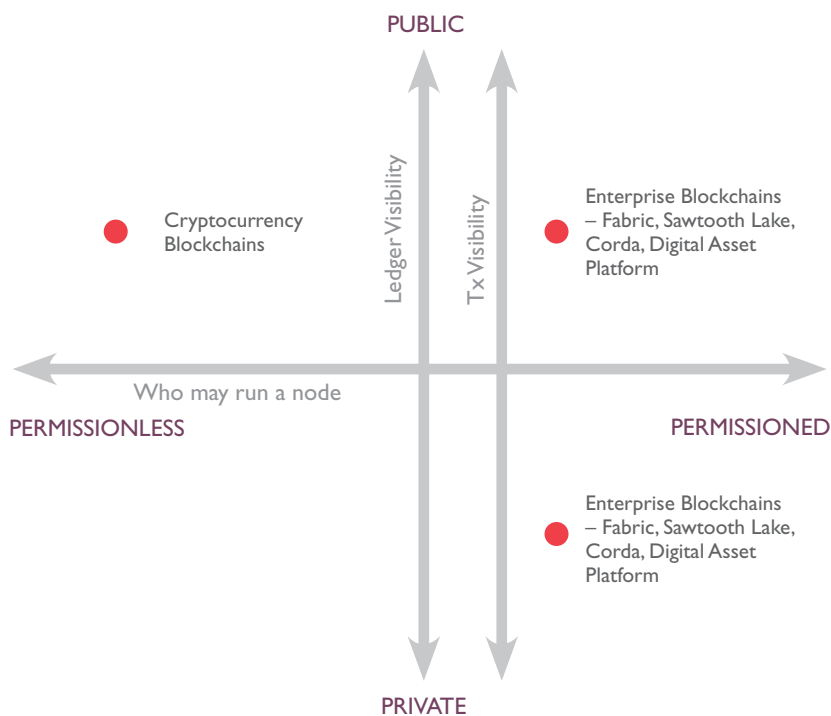 PUBLIC
Ledger Visibility
Tx Visibility
Cryptocurrency
Blockchains
Enterprise Blockchains
– Fabric, Sawtooth Lake,
Corda, Digital Asset
Platform
Who may run a node
PERMISSIONLESS
PERMISSIONED
Enterprise Blockchains
– Fabric, Sawtooth Lake,
Corda, Digital Asset
Platform
PRIVATE